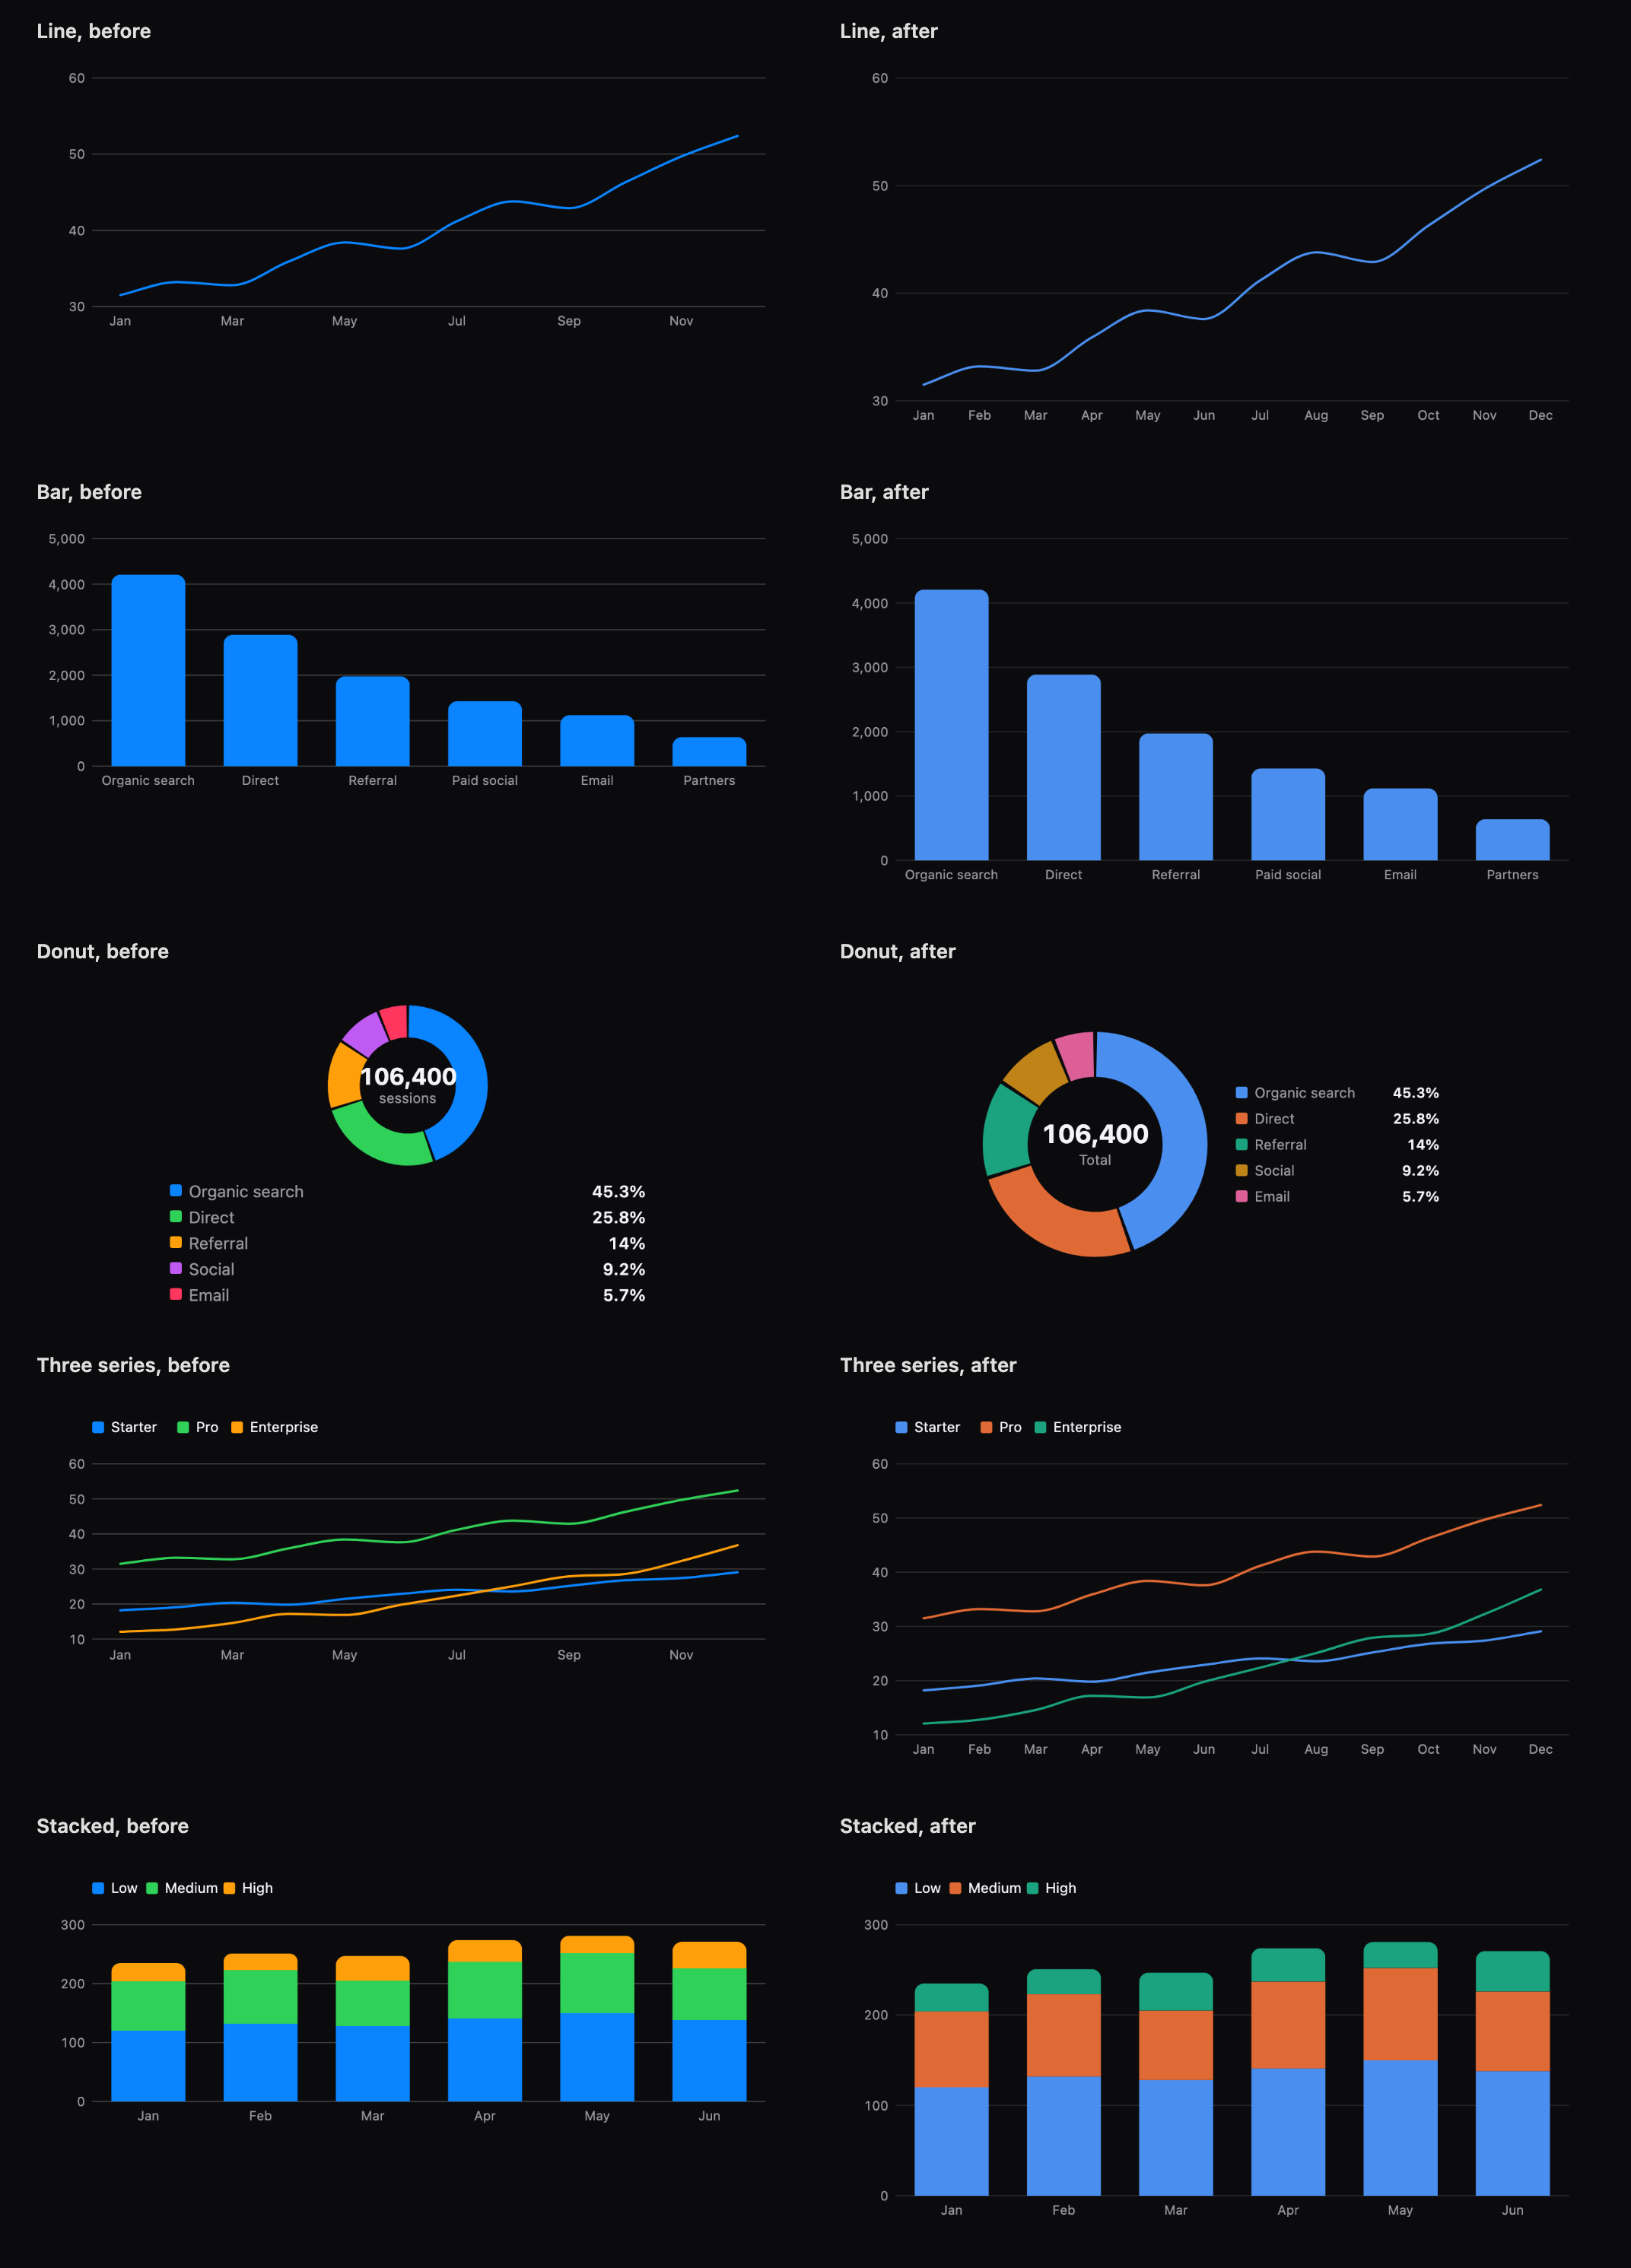 Line, before
60
50
40
30
Jan Mar May Jul Sep Nov
Line, after
60
50
40
30
Jan Feb Mar Apr May Jun Jul Aug Sep Oct Nov Dec
Bar, before
5,000
4,000
3,000
2,000
1,000
0
Organic search Direct Referral Paid social Email Partners
Bar, after
5,000
4,000
3,000
2,000
1,000
0
Organic search Direct Referral Paid social Email Partners
Donut, before
106,400
sessions
Organic search 45.3%
Direct 25.8%
Referral 14%
Social 9.2%
Email 5.7%
Donut, after
106,400
Total
Organic search 45.3%
Direct 25.8%
Referral 14%
Social 9.2%
Email 5.7%
Three series, before
Starter Pro Enterprise
60
50
40
30
20
10
Jan Mar May Jul Sep Nov
Three series, after
Starter Pro Enterprise
60
50
40
30
20
10
Jan Feb Mar Apr May Jun Jul Aug Sep Oct Nov Dec
Stacked, before
Low Medium High
300
200
100
0
Jan Feb Mar Apr May Jun
Stacked, after
Low Medium High
300
200
100
0
Jan Feb Mar Apr May Jun